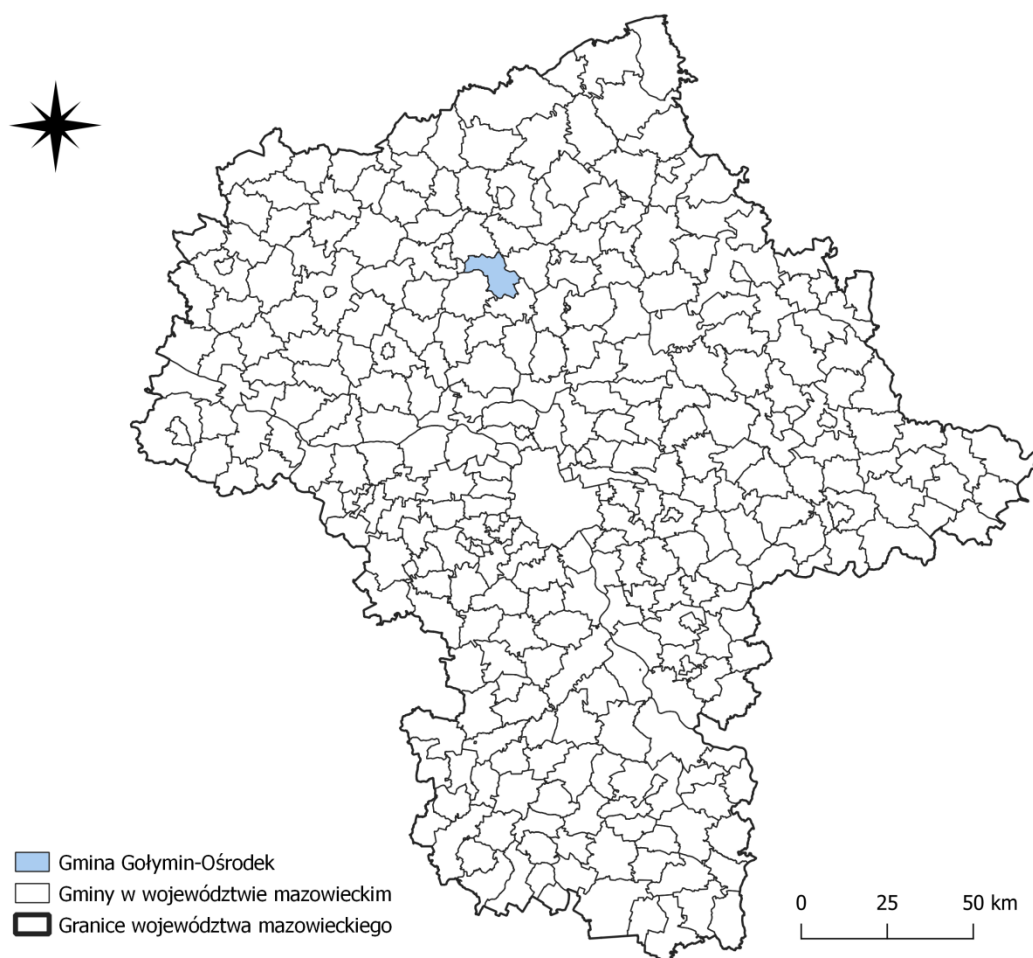 Gmina Gołymin-Ośrodek
Gminy w województwie mazowieckim
Granice województwa mazowieckiego
0 25 50 km